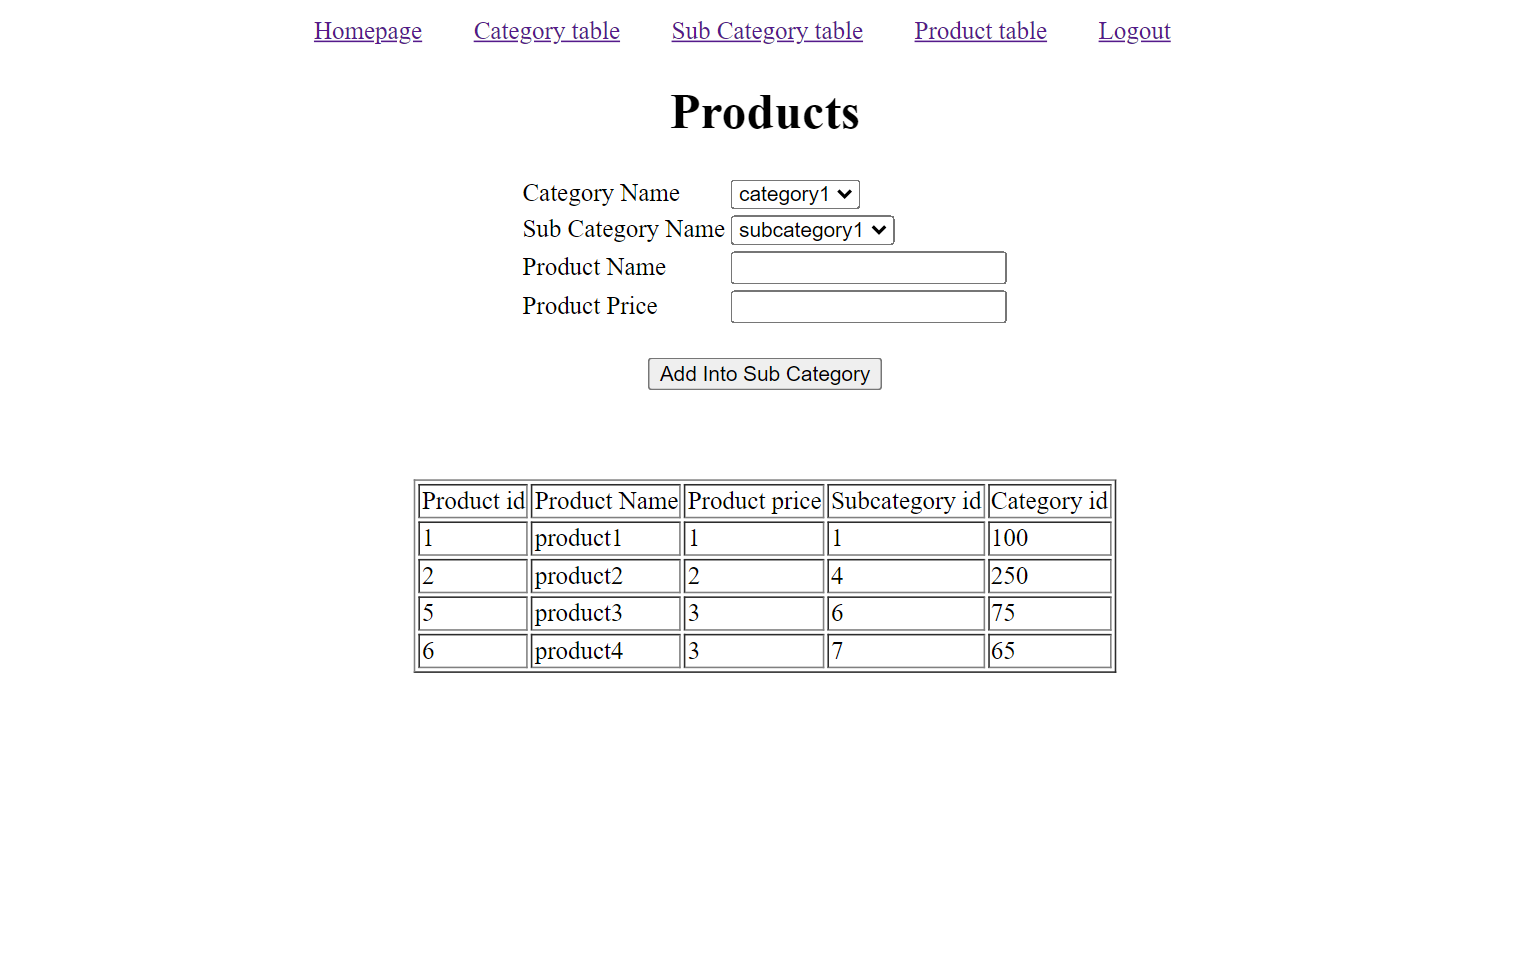 Homepage Category table Sub Category table Product table Logout
Products
Category Name category1
Sub Category Name subcategory1
Product Name
Product Price
Add Into Sub Category
Product id Product Name Product price Subcategory id Category id
1 product1 1 1 100
2 product2 2 4 250
5 product3 3 6 75
6 product4 3 7 65